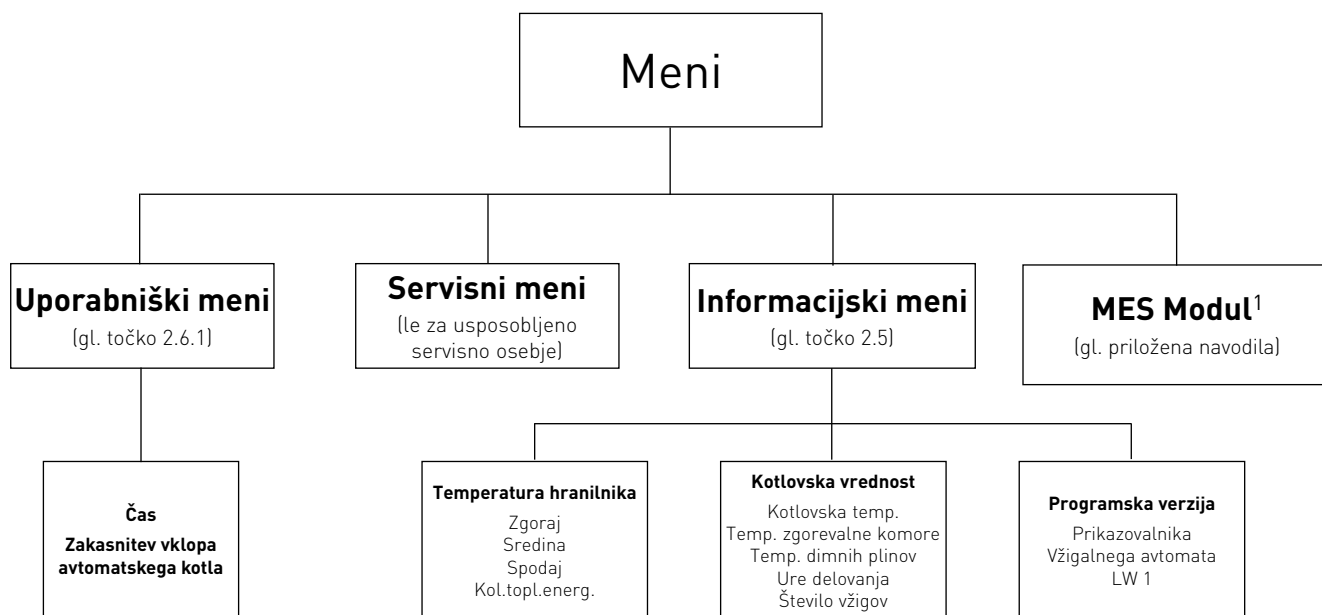 Meni
Uporabniški meni
(gl. točko 2.6.1)
Servisni meni
(le za usposobljeno
servisno osebje)
Informacijski meni
(gl. točko 2.5)
MES Modul¹
(gl. priložena navodila)
Čas
Zakasnitev vklopa
avtomatskega kotla
Temperatura hranilnika
Zgoraj
Sredina
Spodaj
Kol.topl.energ.
Kotlovska vrednost
Kotlovska temp.
Temp. zgorevalne komore
Temp. dimnih plinov
Ure delovanja
Število vžigov
Programska verzija
Prikazovalnika
Vžigalnega avtomata
LW 1